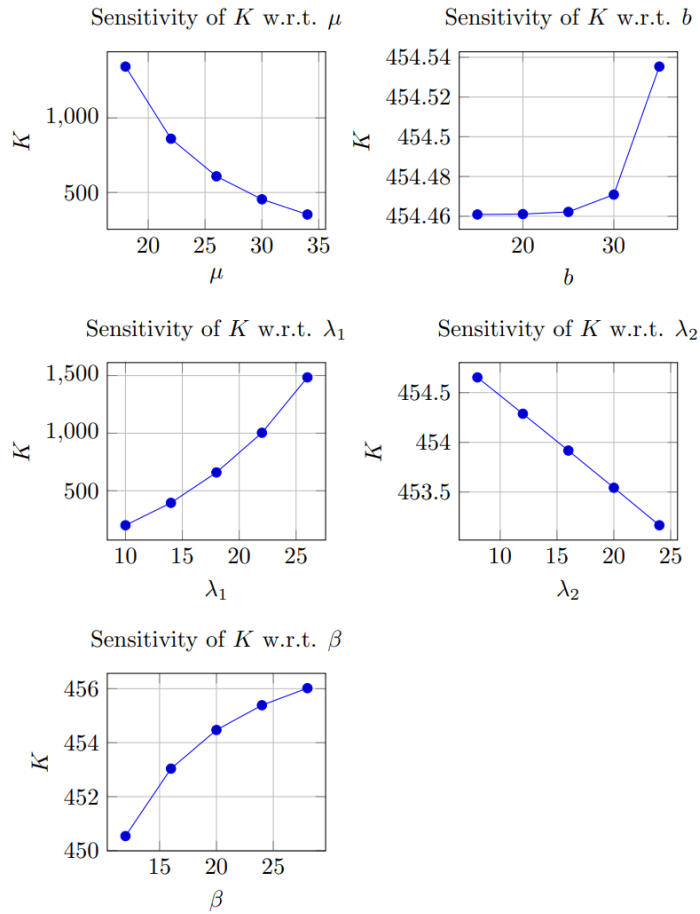 Sensitivity of K w.r.t. μ
1,000
500
K
20 25 30 35
μ
Sensitivity of K w.r.t. b
454.54
454.52
454.5
454.48
454.46
K
20 30
b
Sensitivity of K w.r.t. λ₁
1,500
1,000
500
K
10 15 20 25
λ₁
Sensitivity of K w.r.t. λ₂
454.5
454
453.5
K
10 15 20 25
λ₂
Sensitivity of K w.r.t. β
456
454
452
450
K
15 20 25
β